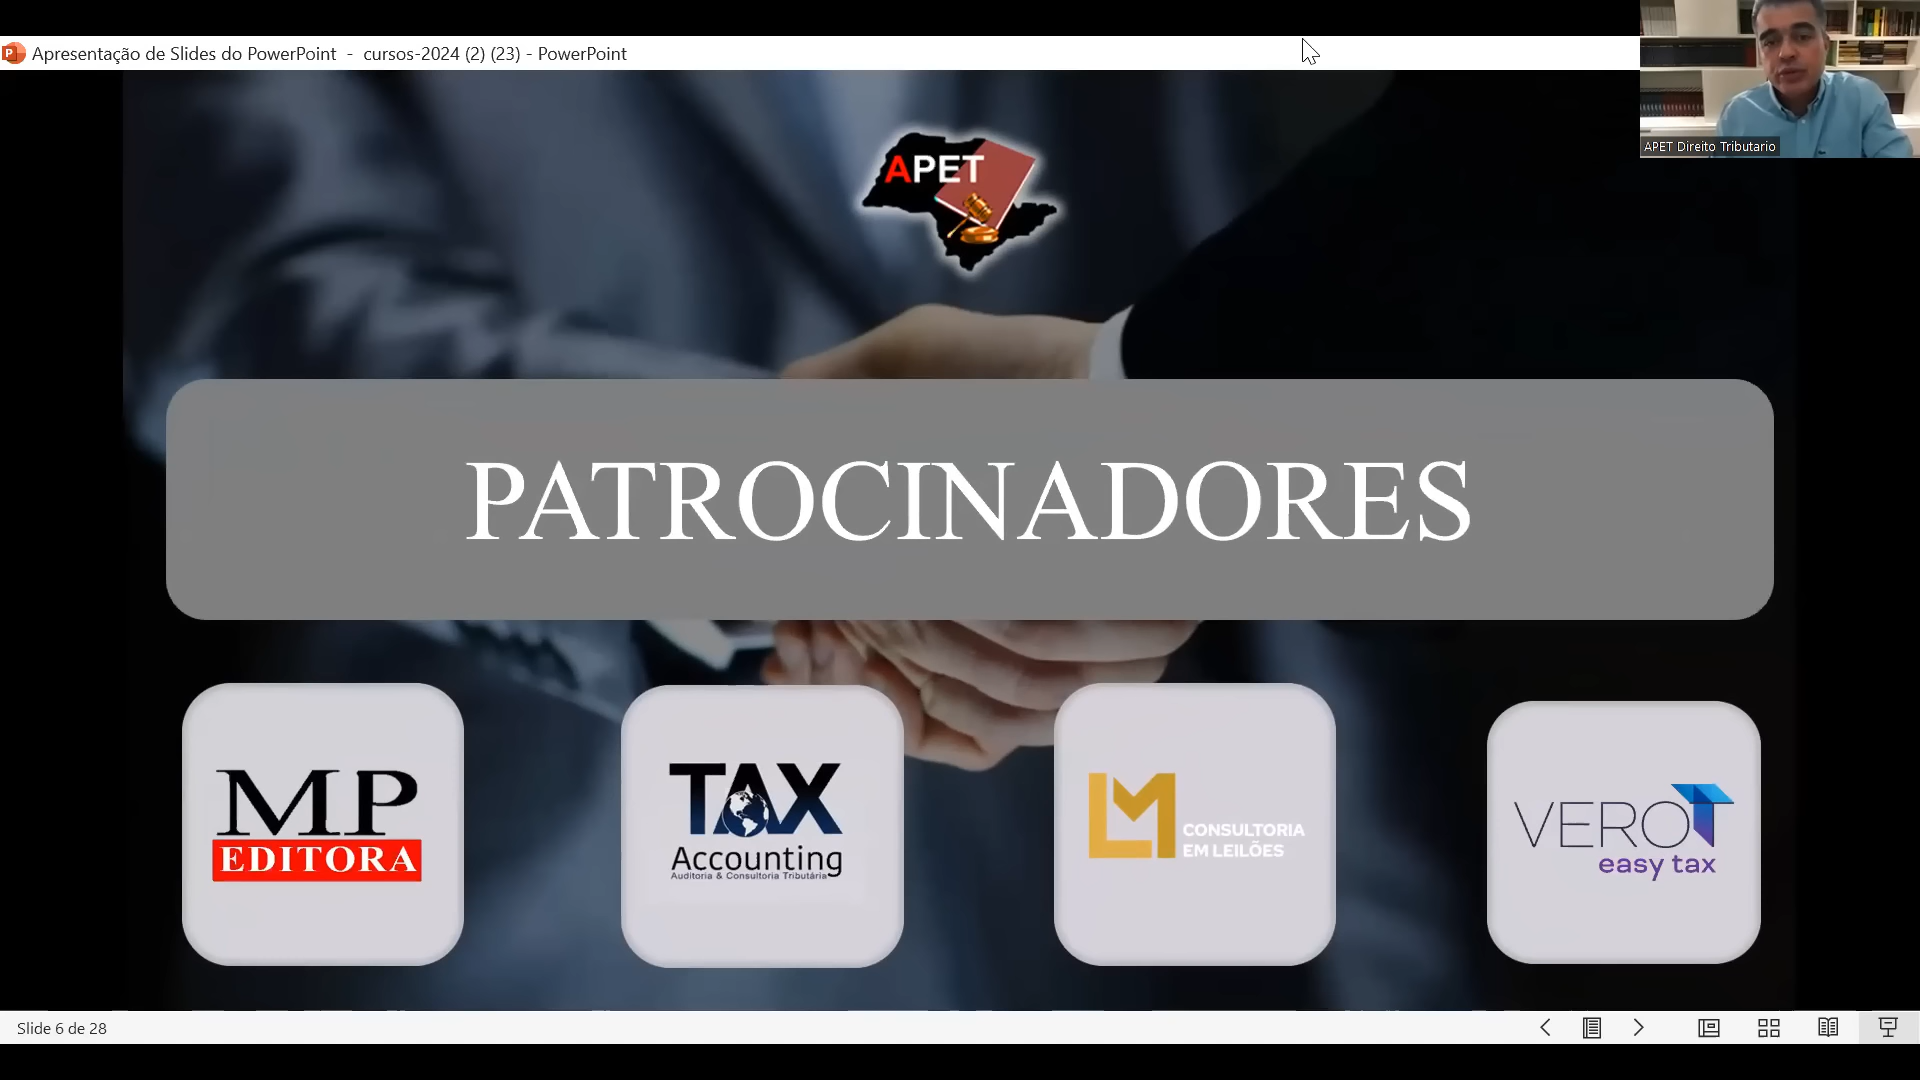 Apresentação de Slides do PowerPoint - cursos-2024 (2) (23) - PowerPoint
APET Direito Tributario
APET
PATROCINADORES
MP
EDITORA
TAX
Accounting
Auditoria & Consultoria Tributária
LM
CONSULTORIA
EM LEILÕES
VEROT
easy tax
Slide 6 de 28